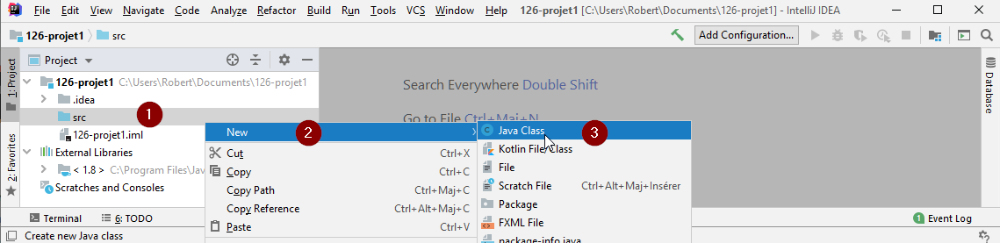 File Edit View Navigate Code Analyze Refactor Build Run Tools VCS Window Help 126-projet1 [C:\Users\Robert\Documents\126-projet1] - IntelliJ IDEA
126-projet1 src Add Configuration...
1: Project
Project
126-projet1 C:\Users\Robert\Documents\126-projet1
.idea
src
1
126-projet1.iml
External Libraries
< 1.8 > C:\Program Files\Jav
Scratches and Consoles
2: Favorites
Search Everywhere Double Shift
Go to File Ctrl+Maj+N
Database
New
2
Cut Ctrl+X
Copy Ctrl+C
Copy Path Ctrl+Maj+C
Copy Reference Ctrl+Alt+Maj+C
Paste Ctrl+V
Java Class
3
Kotlin File/Class
File
Scratch File Ctrl+Alt+Maj+Insérer
Package
FXML File
package-info.java
Terminal 6: TODO
1 Event Log
Create new Java class